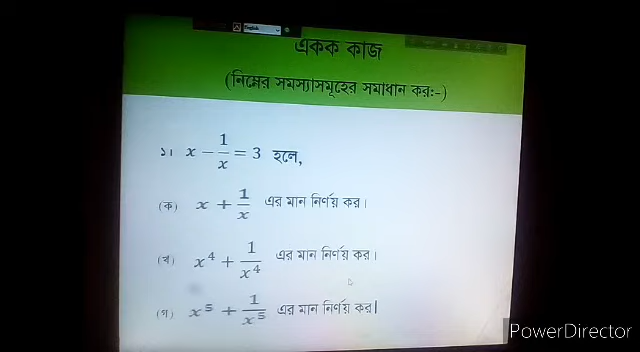 English
একক কাজ
(নিম্নের সমস্যাসমূহের সমাধান কর:-)
১। x − 1/x = 3 হলে,
(ক) x + 1/x এর মান নির্ণয় কর।
(খ) x⁴ + 1/x⁴ এর মান নির্ণয় কর।
(গ) x⁵ + 1/x⁵ এর মান নির্ণয় কর।
PowerDirector